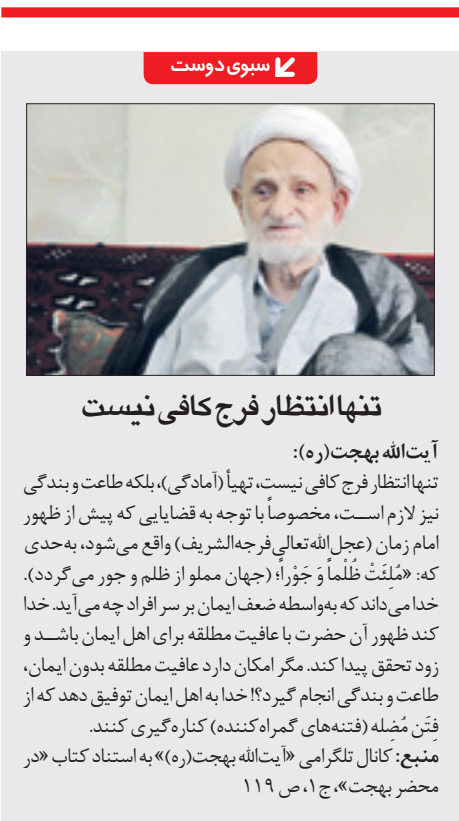 سبوی دوست
تنها انتظار فرج کافی نیست
آیت‌الله بهجت(ره):
تنها انتظار فرج کافی نیست، تهیأ (آمادگی)، بلکه طاعت و بندگی
نیز لازم اســت، مخصوصاً با توجه به قضایایی که پیش از ظهور
امام زمان (عجل‌الله‌تعالی‌فرجه‌الشریف) واقع می‌شود، به‌حدی
که: «مُلِئَتْ ظُلْماً وَ جَوْراً؛ (جهان مملو از ظلم و جور می‌گردد).
خدا می‌داند که به‌واسطه ضعف ایمان بر سر افراد چه می‌آید. خدا
کند ظهور آن حضرت با عافیت مطلقه برای اهل ایمان باشــد و
زود تحقق پیدا کند. مگر امکان دارد عافیت مطلقه بدون ایمان،
طاعت و بندگی انجام گیرد؟! خدا به اهل ایمان توفیق دهد که از
فِتَن مُضِله (فتنه‌های گمراه‌کننده) کناره‌گیری کنند.
منبع: کانال تلگرامی «آیت‌الله بهجت(ره)» به استناد کتاب «در
محضر بهجت»، ج۱، ص ۱۱۹